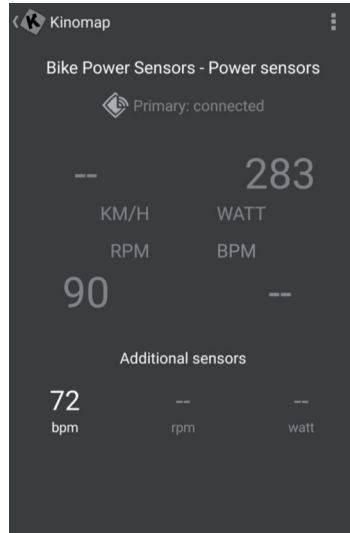 Kinomap
Bike Power Sensors - Power sensors
Primary: connected
-- 283
KM/H WATT
RPM BPM
90 --
Additional sensors
72 -- --
bpm rpm watt